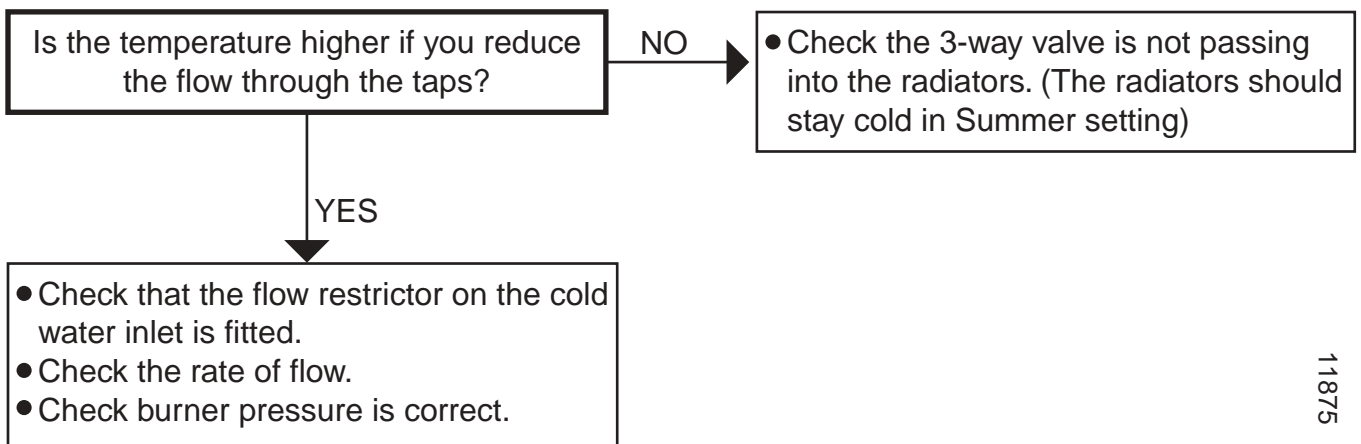 Is the temperature higher if you reduce
the flow through the taps?
NO
● Check the 3-way valve is not passing
into the radiators. (The radiators should
stay cold in Summer setting)
YES
● Check that the flow restrictor on the cold
water inlet is fitted.
● Check the rate of flow.
● Check burner pressure is correct.
11875